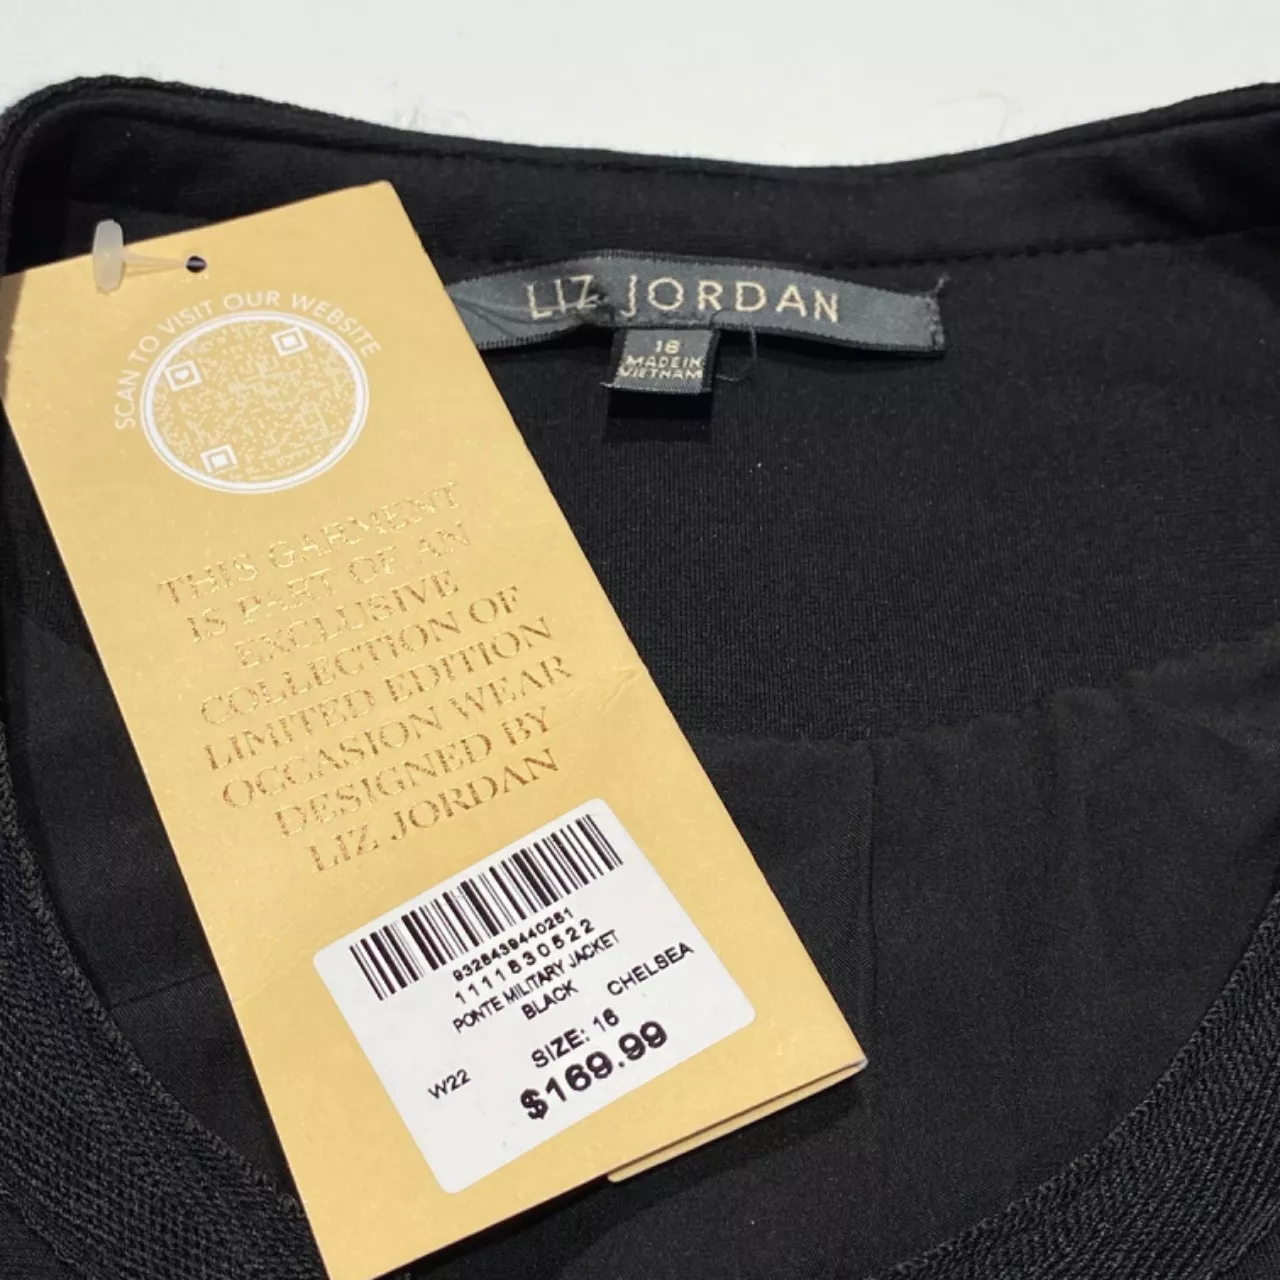 SCAN TO VISIT OUR WEBSITE
THIS GARMENT
IS PART OF AN
EXCLUSIVE
COLLECTION OF
LIMITED EDITION
OCCASION WEAR
DESIGNED BY
LIZ JORDAN
9328439440261
1111830522
PONTE MILITARY JACKET
BLACK CHELSEA
SIZE: 16
W22
$169.99
LIZ JORDAN
16
MADE IN
VIETNAM